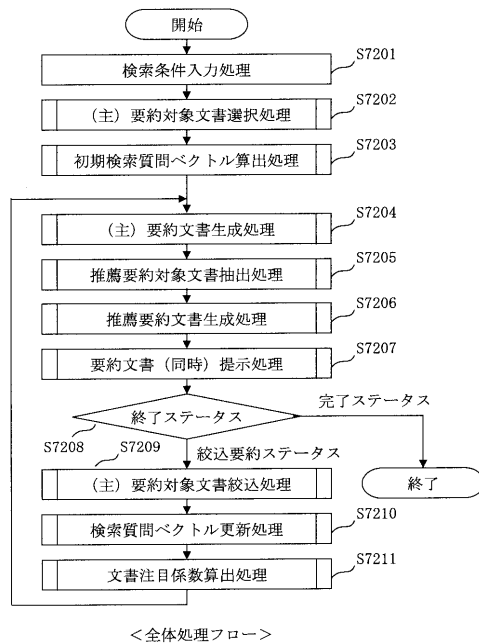 開始
検索条件入力処理
S7201
(主)要約対象文書選択処理
S7202
初期検索質問ベクトル算出処理
S7203
(主)要約文書生成処理
S7204
推薦要約対象文書抽出処理
S7205
推薦要約文書生成処理
S7206
要約文書(同時)提示処理
S7207
終了ステータス
完了ステータス
S7208
S7209
絞込要約ステータス
(主)要約対象文書絞込処理
終了
検索質問ベクトル更新処理
S7210
文書注目係数算出処理
S7211
<全体処理フロー>